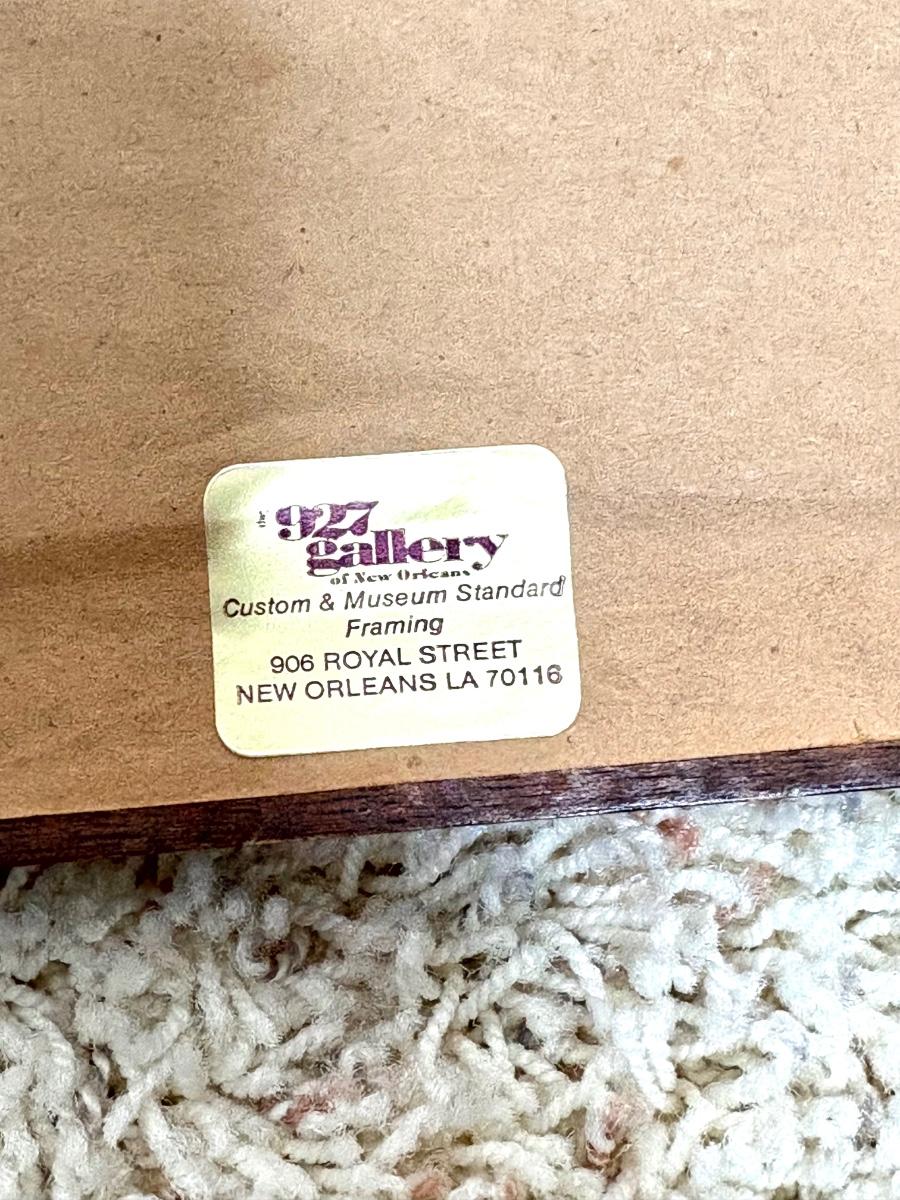 the 927
gallery
of New Orleans
Custom & Museum Standard
Framing
906 ROYAL STREET
NEW ORLEANS LA 70116